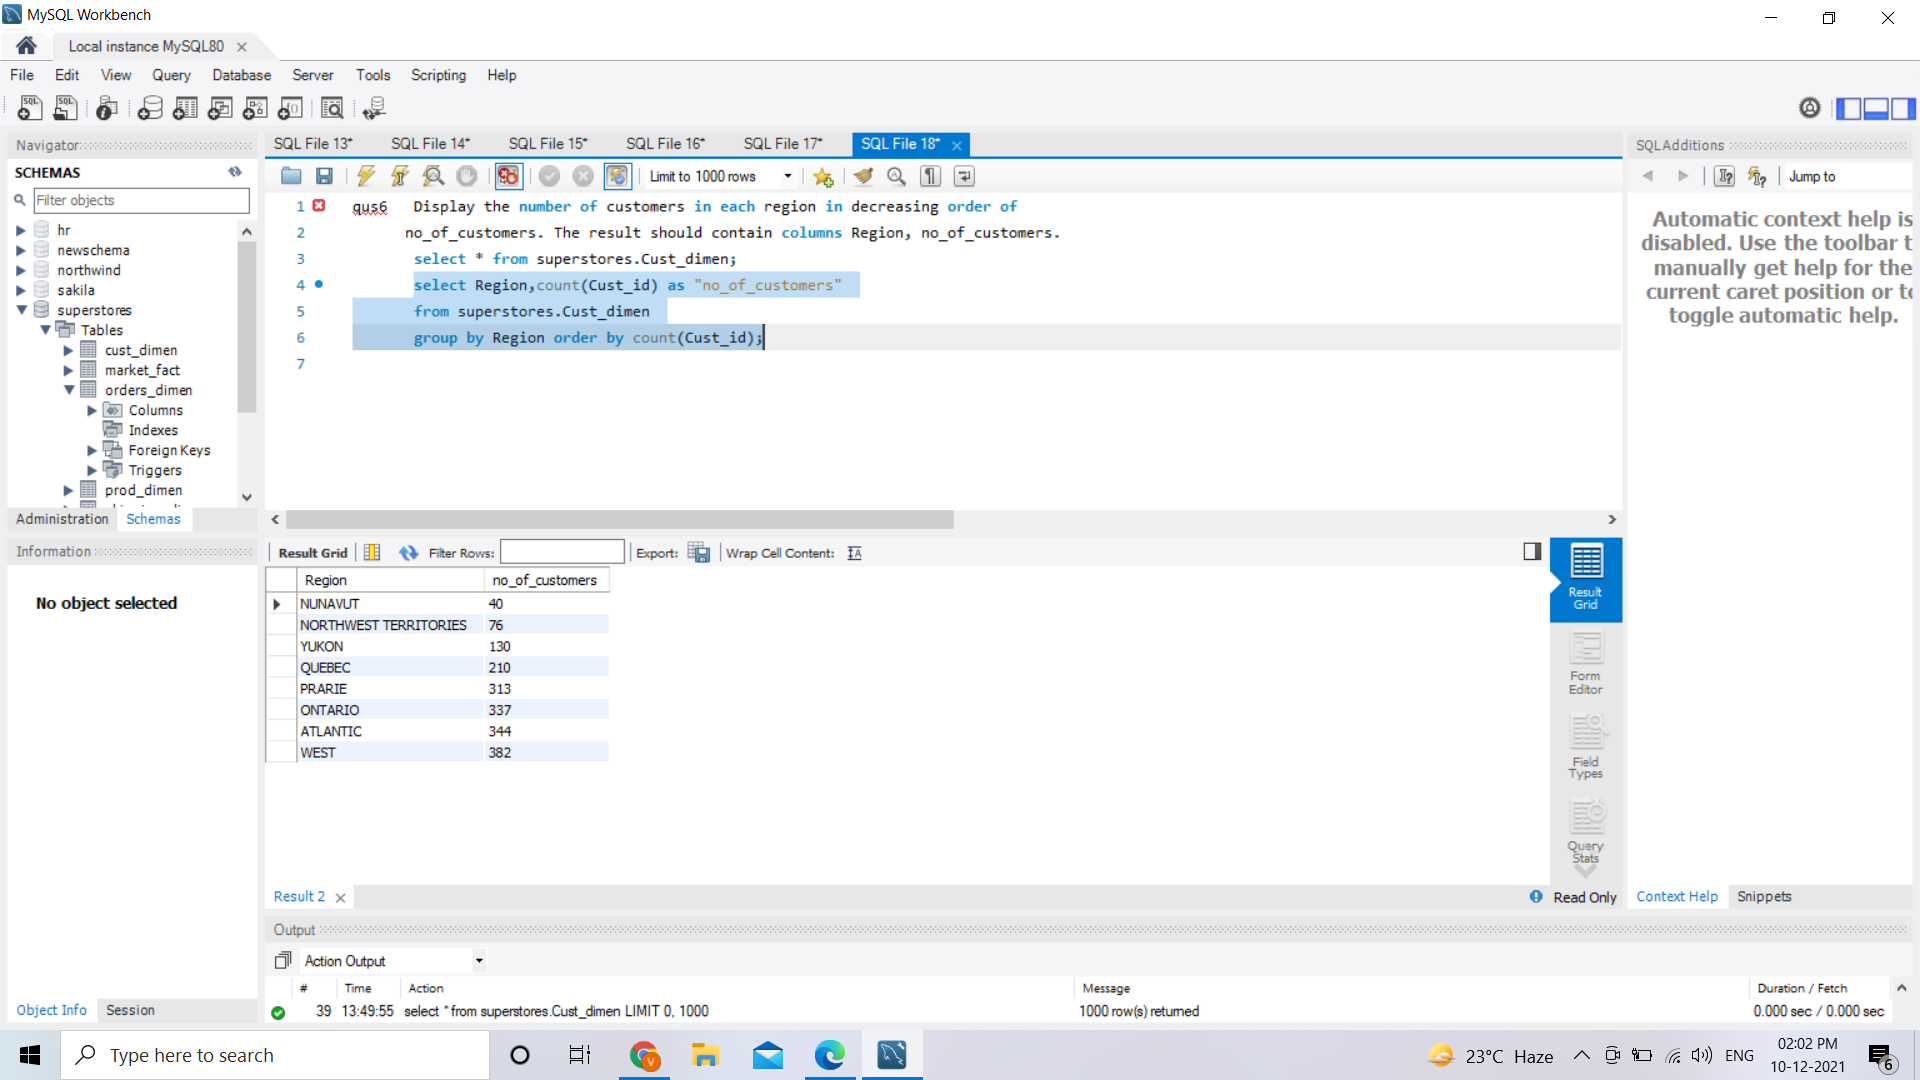 MySQL Workbench
Local instance MySQL80
File Edit View Query Database Server Tools Scripting Help
Navigator
SCHEMAS
Filter objects
hr
newschema
northwind
sakila
superstores
Tables
cust_dimen
market_fact
orders_dimen
Columns
Indexes
Foreign Keys
Triggers
prod_dimen
Administration Schemas
Information
No object selected
Object Info Session
SQL File 13* SQL File 14* SQL File 15* SQL File 16* SQL File 17* SQL File 18*
Limit to 1000 rows
1 qus6 Display the number of customers in each region in decreasing order of
2 no_of_customers. The result should contain columns Region, no_of_customers.
3 select * from superstores.Cust_dimen;
4 select Region,count(Cust_id) as "no_of_customers"
5 from superstores.Cust_dimen
6 group by Region order by count(Cust_id);
7
Result Grid Filter Rows: Export: Wrap Cell Content:
Region no_of_customers
NUNAVUT 40
NORTHWEST TERRITORIES 76
YUKON 130
QUEBEC 210
PRARIE 313
ONTARIO 337
ATLANTIC 344
WEST 382
Result
Grid
Form
Editor
Field
Types
Query
Stats
Result 2
Read Only
SQLAdditions
Jump to
Automatic context help is
disabled. Use the toolbar t
manually get help for the
current caret position or to
toggle automatic help.
Context Help Snippets
Output
Action Output
# Time Action Message Duration / Fetch
39 13:49:55 select * from superstores.Cust_dimen LIMIT 0, 1000 1000 row(s) returned 0.000 sec / 0.000 sec
Type here to search
23°C Haze
ENG
02:02 PM
10-12-2021
6